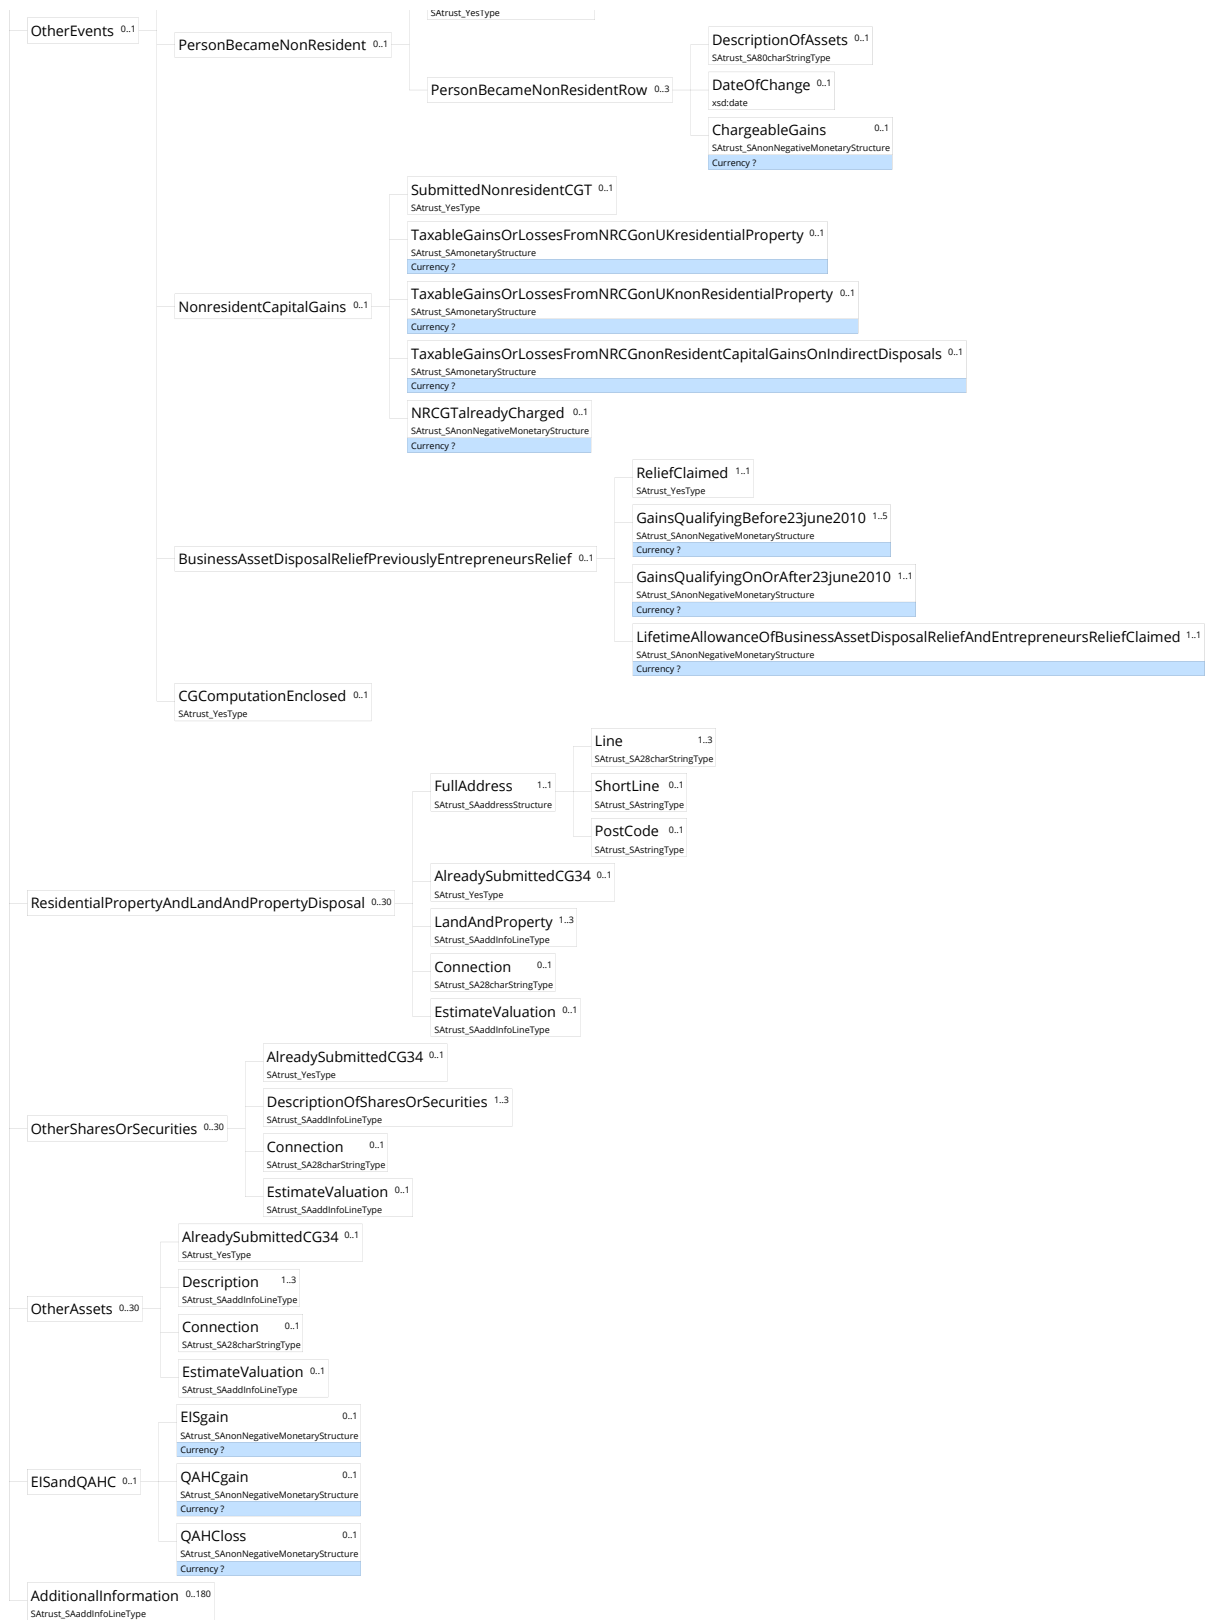 SAtrust_YesType
OtherEvents 0..1
PersonBecameNonResident 0..1
DescriptionOfAssets 0..1
SAtrust_SA80charStringType
PersonBecameNonResidentRow 0..3
DateOfChange 0..1
xsd:date
ChargeableGains 0..1
SAtrust_SAnonNegativeMonetaryStructure
Currency ?
SubmittedNonresidentCGT 0..1
SAtrust_YesType
TaxableGainsOrLossesFromNRCGonUKresidentialProperty 0..1
SAtrust_SAmonetaryStructure
Currency ?
NonresidentCapitalGains 0..1
TaxableGainsOrLossesFromNRCGonUKnonResidentialProperty 0..1
SAtrust_SAmonetaryStructure
Currency ?
TaxableGainsOrLossesFromNRCGnonResidentCapitalGainsOnIndirectDisposals 0..1
SAtrust_SAmonetaryStructure
Currency ?
NRCGTalreadyCharged 0..1
SAtrust_SAnonNegativeMonetaryStructure
Currency ?
ReliefClaimed 1..1
SAtrust_YesType
GainsQualifyingBefore23june2010 1..5
SAtrust_SAnonNegativeMonetaryStructure
Currency ?
BusinessAssetDisposalReliefPreviouslyEntrepreneursRelief 0..1
GainsQualifyingOnOrAfter23june2010 1..1
SAtrust_SAnonNegativeMonetaryStructure
Currency ?
LifetimeAllowanceOfBusinessAssetDisposalReliefAndEntrepreneursReliefClaimed 1..1
SAtrust_SAnonNegativeMonetaryStructure
Currency ?
CGComputationEnclosed 0..1
SAtrust_YesType
Line 1..3
SAtrust_SA28charStringType
FullAddress 1..1
SAtrust_SAaddressStructure
ShortLine 0..1
SAtrust_SAstringType
PostCode 0..1
SAtrust_SAstringType
AlreadySubmittedCG34 0..1
SAtrust_YesType
ResidentialPropertyAndLandAndPropertyDisposal 0..30
LandAndProperty 1..3
SAtrust_SAaddInfoLineType
Connection 0..1
SAtrust_SA28charStringType
EstimateValuation 0..1
SAtrust_SAaddInfoLineType
AlreadySubmittedCG34 0..1
SAtrust_YesType
DescriptionOfSharesOrSecurities 1..3
SAtrust_SAaddInfoLineType
OtherSharesOrSecurities 0..30
Connection 0..1
SAtrust_SA28charStringType
EstimateValuation 0..1
SAtrust_SAaddInfoLineType
AlreadySubmittedCG34 0..1
SAtrust_YesType
Description 1..3
SAtrust_SAaddInfoLineType
OtherAssets 0..30
Connection 0..1
SAtrust_SA28charStringType
EstimateValuation 0..1
SAtrust_SAaddInfoLineType
EISgain 0..1
SAtrust_SAnonNegativeMonetaryStructure
Currency ?
EISandQAHC 0..1
QAHCgain 0..1
SAtrust_SAnonNegativeMonetaryStructure
Currency ?
QAHCloss 0..1
SAtrust_SAnonNegativeMonetaryStructure
Currency ?
AdditionalInformation 0..180
SAtrust_SAaddInfoLineType